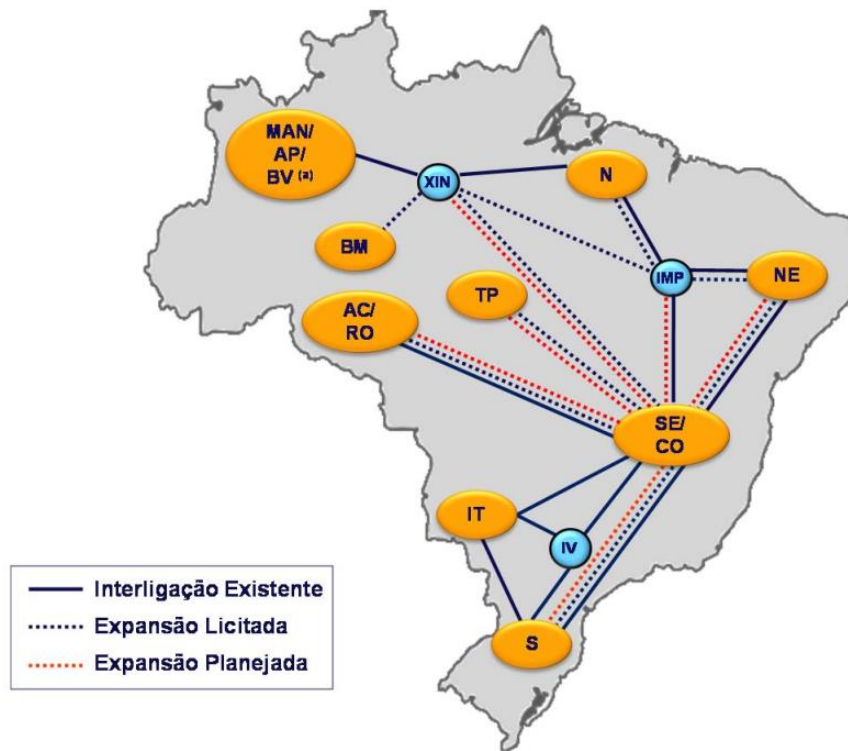 MAN/
AP/
BV (a)
XIN
N
BM
IMP
NE
TP
AC/
RO
SE/
CO
IT
IV
S
Interligação Existente
Expansão Licitada
Expansão Planejada